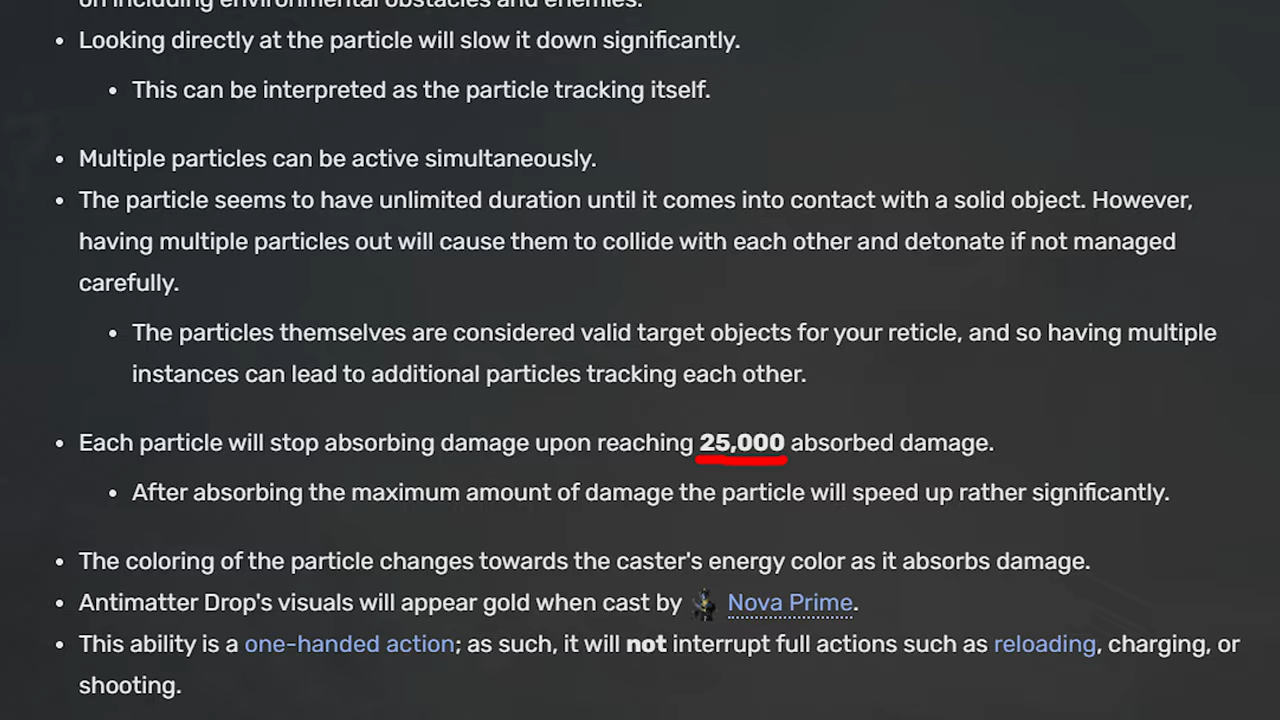 on including environmental obstacles and enemies.
Looking directly at the particle will slow it down significantly.
This can be interpreted as the particle tracking itself.
Multiple particles can be active simultaneously.
The particle seems to have unlimited duration until it comes into contact with a solid object. However,
having multiple particles out will cause them to collide with each other and detonate if not managed
carefully.
The particles themselves are considered valid target objects for your reticle, and so having multiple
instances can lead to additional particles tracking each other.
Each particle will stop absorbing damage upon reaching 25,000 absorbed damage.
After absorbing the maximum amount of damage the particle will speed up rather significantly.
The coloring of the particle changes towards the caster's energy color as it absorbs damage.
Antimatter Drop's visuals will appear gold when cast by Nova Prime.
This ability is a one-handed action; as such, it will not interrupt full actions such as reloading, charging, or
shooting.